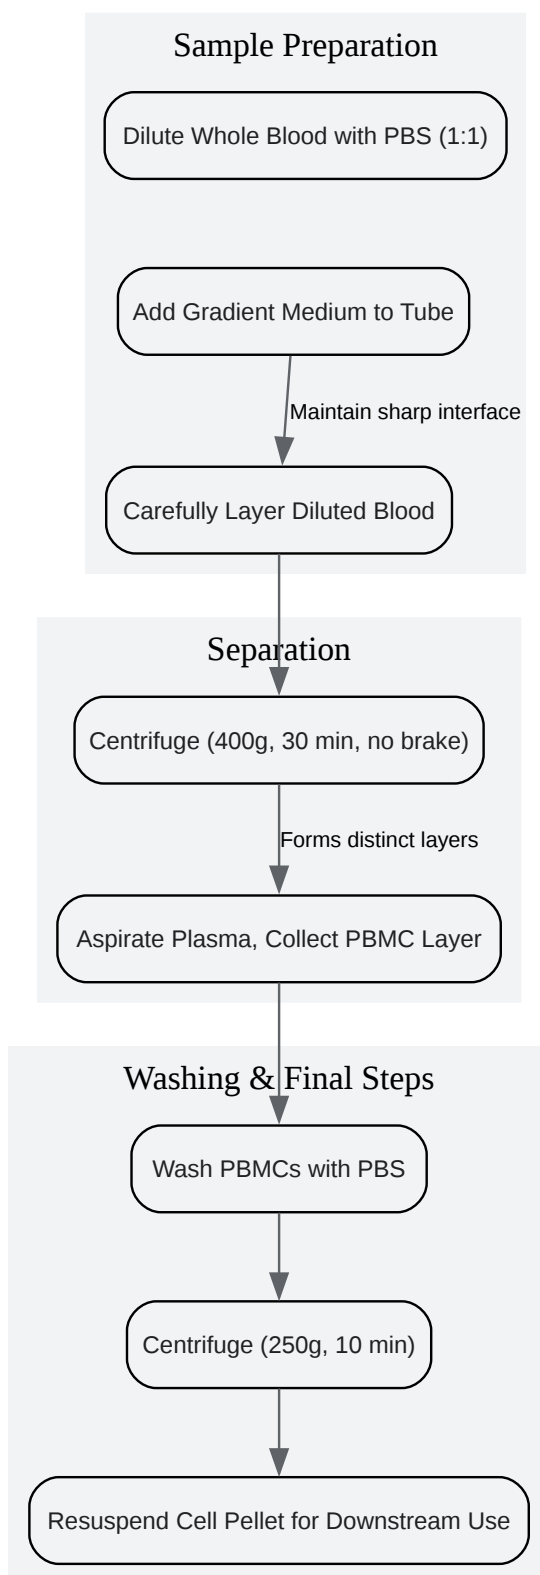 Sample Preparation
Dilute Whole Blood with PBS (1:1)
Add Gradient Medium to Tube
Maintain sharp interface
Carefully Layer Diluted Blood
Separation
Centrifuge (400g, 30 min, no brake)
Forms distinct layers
Aspirate Plasma, Collect PBMC Layer
Washing & Final Steps
Wash PBMCs with PBS
Centrifuge (250g, 10 min)
Resuspend Cell Pellet for Downstream Use